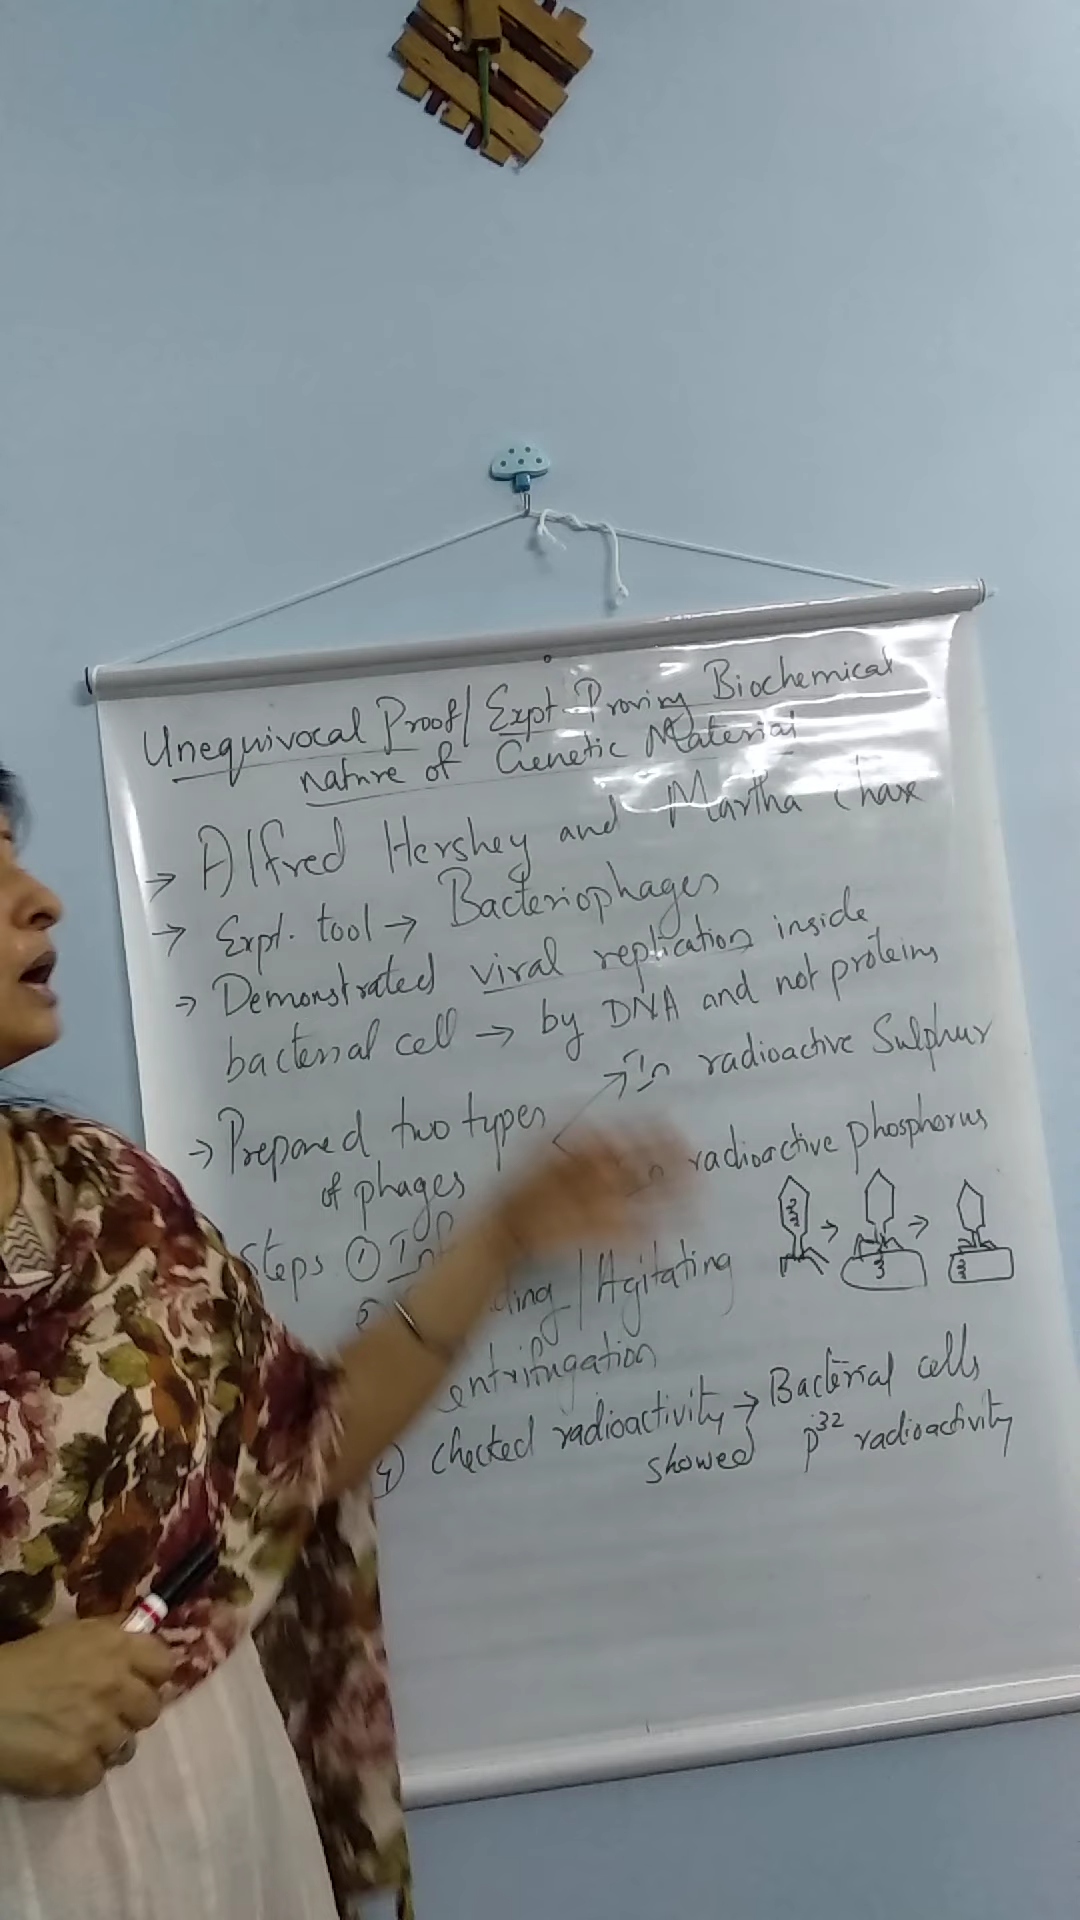 Unequivocal Proof/ Expt. Proving Biochemical
nature of Genetic Material
→ Alfred Hershey and Martha Chase
→ Expt. tool → Bacteriophages
→ Demonstrated viral replication inside
bacterial cell → by DNA and not proteins
→ In radioactive Sulphur
→ Prepared two types
of phages
In radioactive phosphorus
Steps ①
/ Agitating
entrifugation
4) Checked radioactivity → Bacterial cells
showed P32 radioactivity